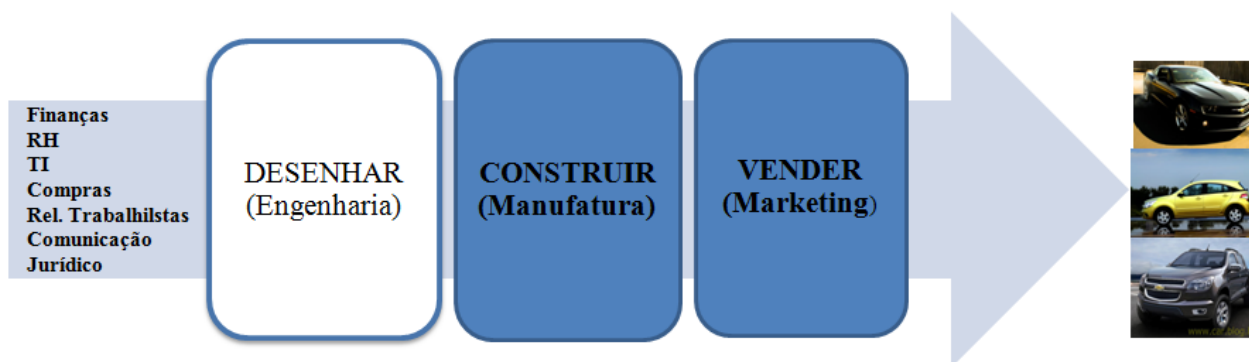 Finanças
RH
TI
Compras
Rel. Trabalhilstas
Comunicação
Jurídico
DESENHAR
(Engenharia)
CONSTRUIR
(Manufatura)
VENDER
(Marketing)